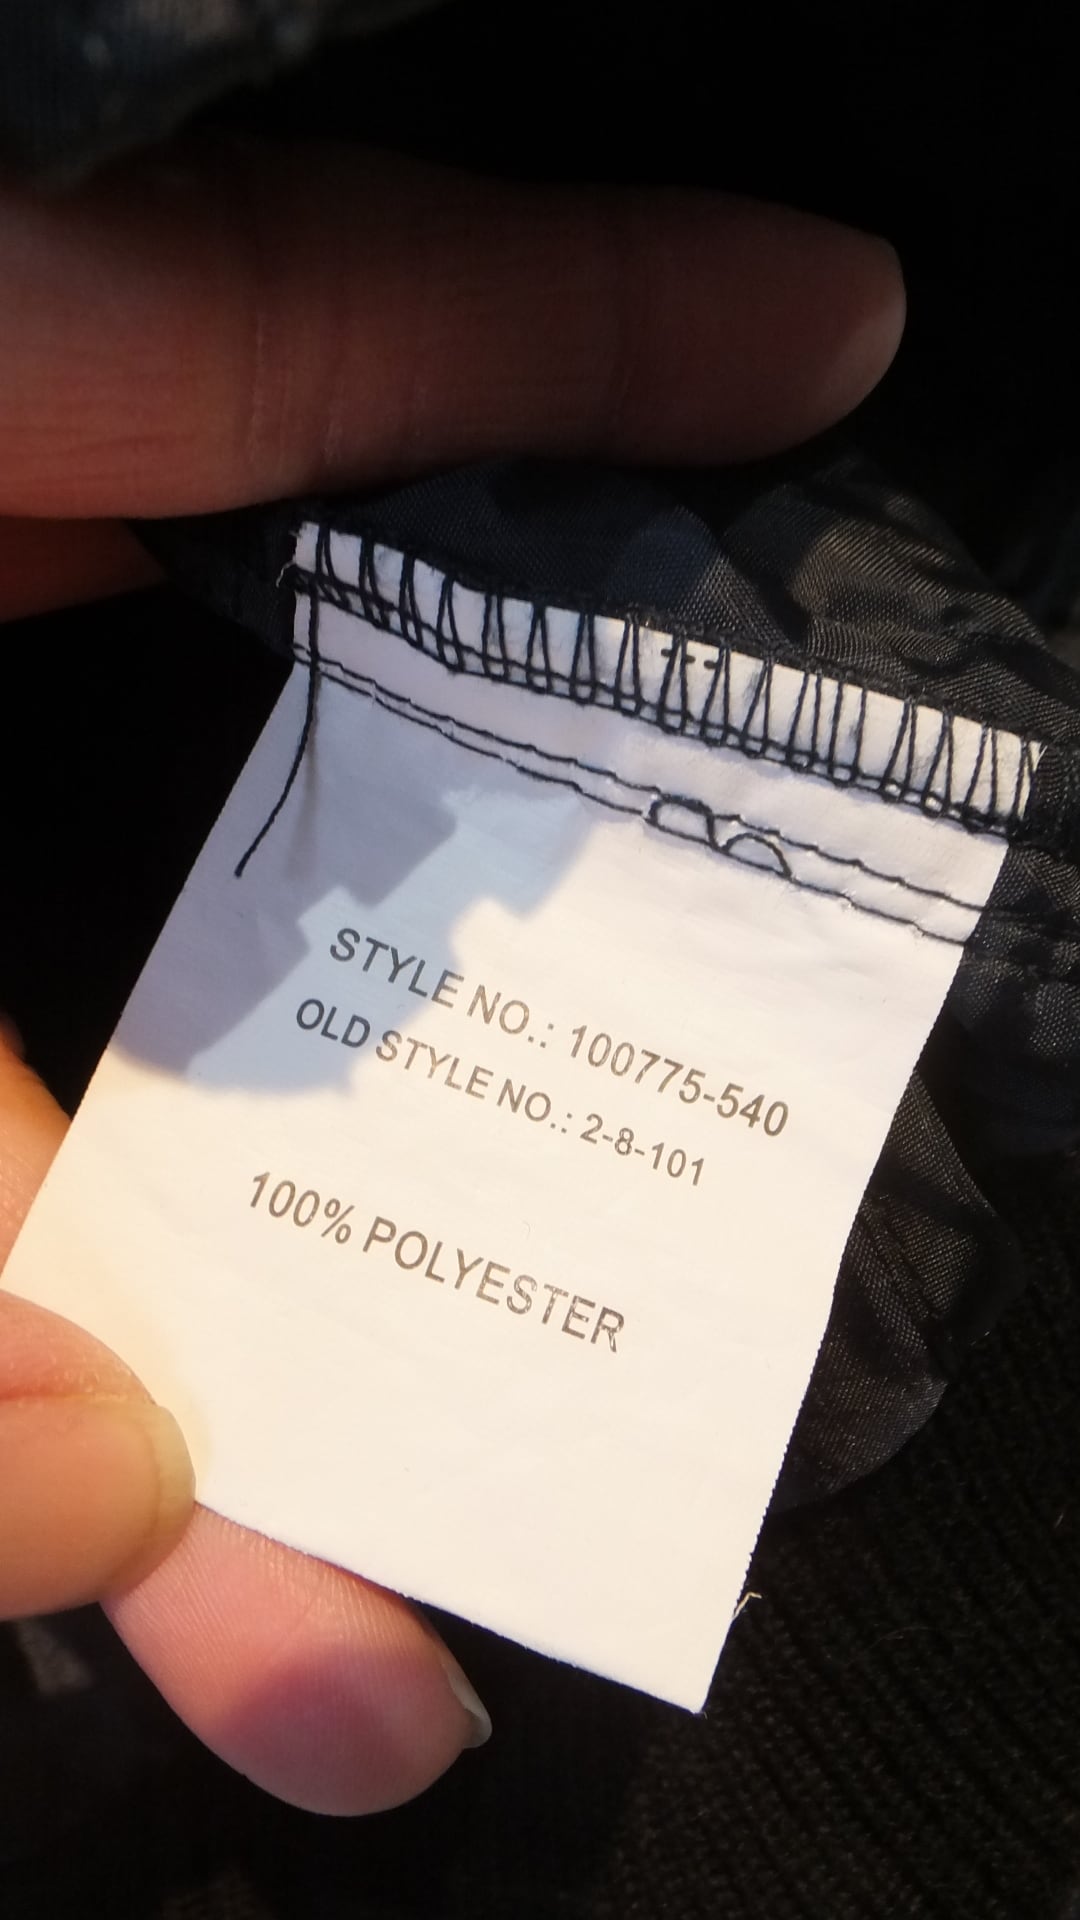 STYLE NO.: 100775-540
OLD STYLE NO.: 2-8-101
100% POLYESTER